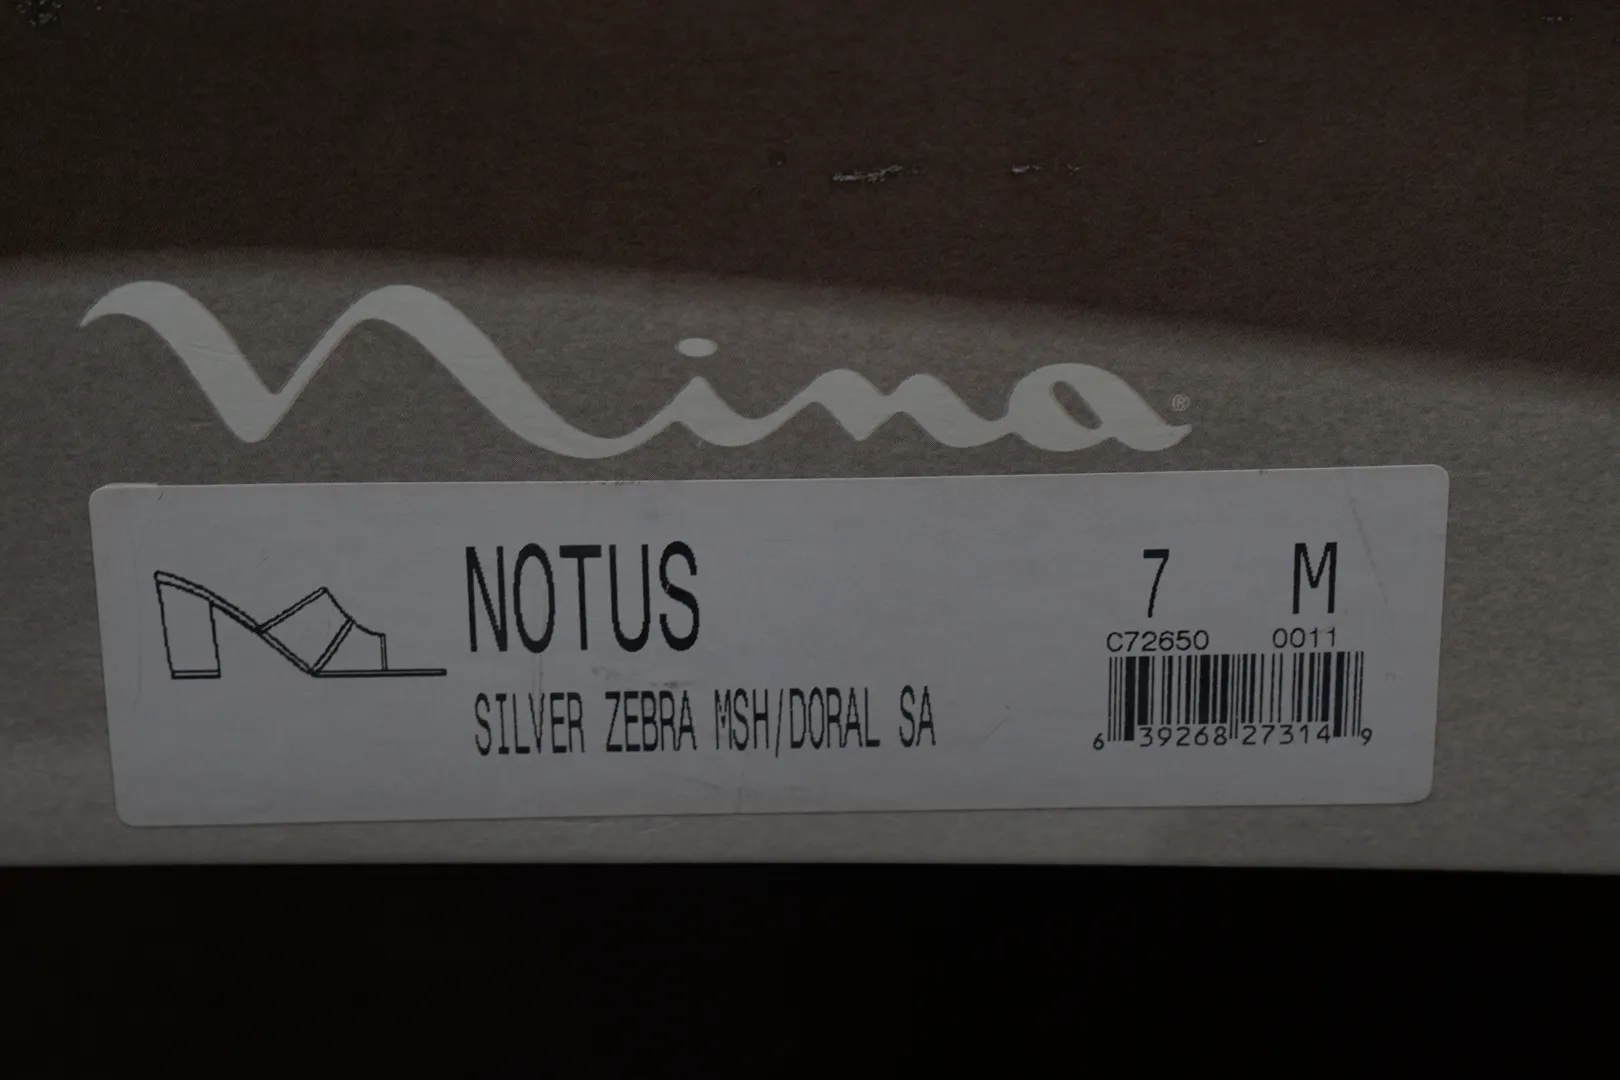 Nina®
NOTUS
7 M
C72650 0011
SILVER ZEBRA MSH/DORAL SA
6 39268 27314 9